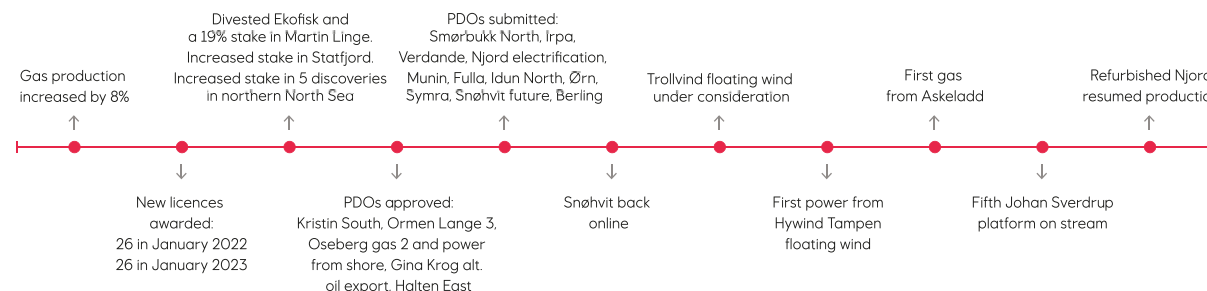 Gas production
increased by 8%
New licences
awarded:
26 in January 2022
26 in January 2023
Divested Ekofisk and
a 19% stake in Martin Linge.
Increased stake in Statfjord.
Increased stake in 5 discoveries
in northern North Sea
PDOs approved:
Kristin South, Ormen Lange 3,
Oseberg gas 2 and power
from shore, Gina Krog alt.
oil export, Halten East
PDOs submitted:
Smørbukk North, Irpa,
Verdande, Njord electrification,
Munin, Fulla, Idun North, Ørn,
Symra, Snøhvit future, Berling
Snøhvit back
online
Trollvind floating wind
under consideration
First power from
Hywind Tampen
floating wind
First gas
from Askeladd
Fifth Johan Sverdrup
platform on stream
Refurbished Njord
resumed productio